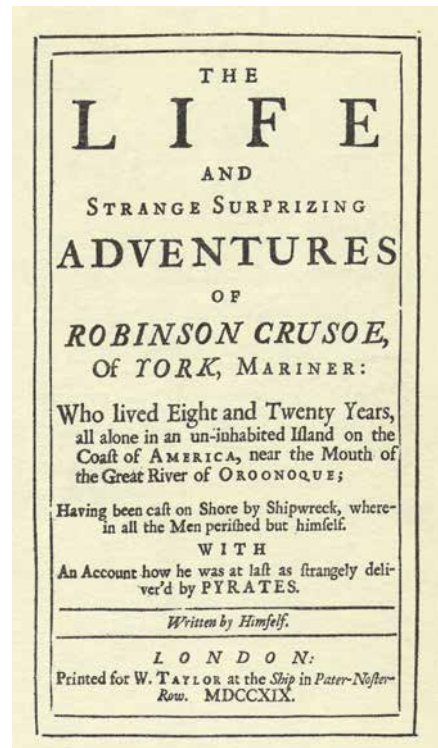 THE
LIFE
AND
STRANGE SURPRIZING
ADVENTURES
OF
ROBINSON CRUSOE,
Of YORK, MARINER:
Who lived Eight and Twenty Years,
all alone in an un-inhabited Iſland on the
Coaſt of AMERICA, near the Mouth of
the Great River of OROONOQUE;
Having been caſt on Shore by Shipwreck, where-
in all the Men periſhed but himſelf.
WITH
An Account how he was at laſt as ſtrangely deli-
ver'd by PYRATES.
Written by Himſelf.
LONDON:
Printed for W. TAYLOR at the Ship in Pater-Noſter-
Row. MDCCXIX.